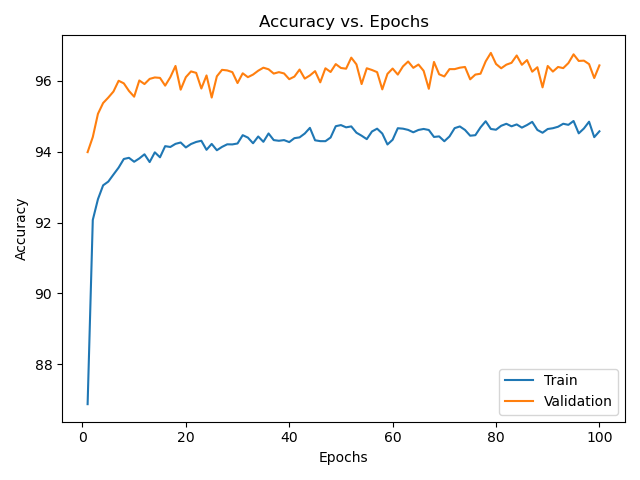 Accuracy vs. Epochs
Accuracy
96
94
92
90
88
0 20 40 60 80 100
Epochs
Train
Validation